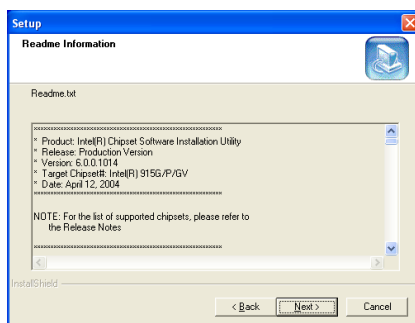 Setup
Readme Information
Readme.txt
****************************************************
* Product: Intel(R) Chipset Software Installation Utility
* Release: Production Version
* Version: 6.0.0.1014
* Target Chipset#: Intel(R) 915G/P/GV
* Date: April 12, 2004
****************************************************
NOTE: For the list of supported chipsets, please refer to
the Release Notes
****************************************************
InstallShield
< Back Next > Cancel